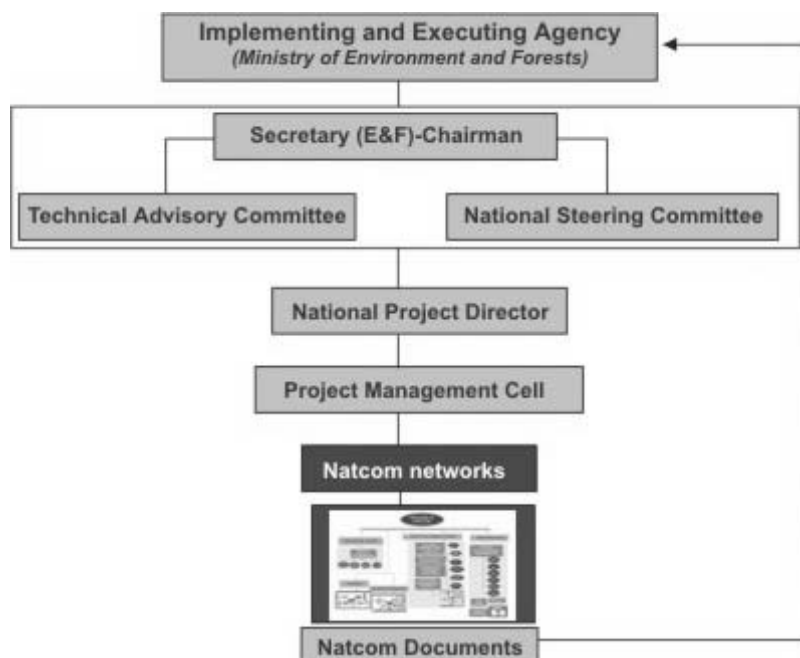 Implementing and Executing Agency
(Ministry of Environment and Forests)
Secretary (E&F)-Chairman
Technical Advisory Committee
National Steering Committee
National Project Director
Project Management Cell
Natcom networks
Natcom Documents